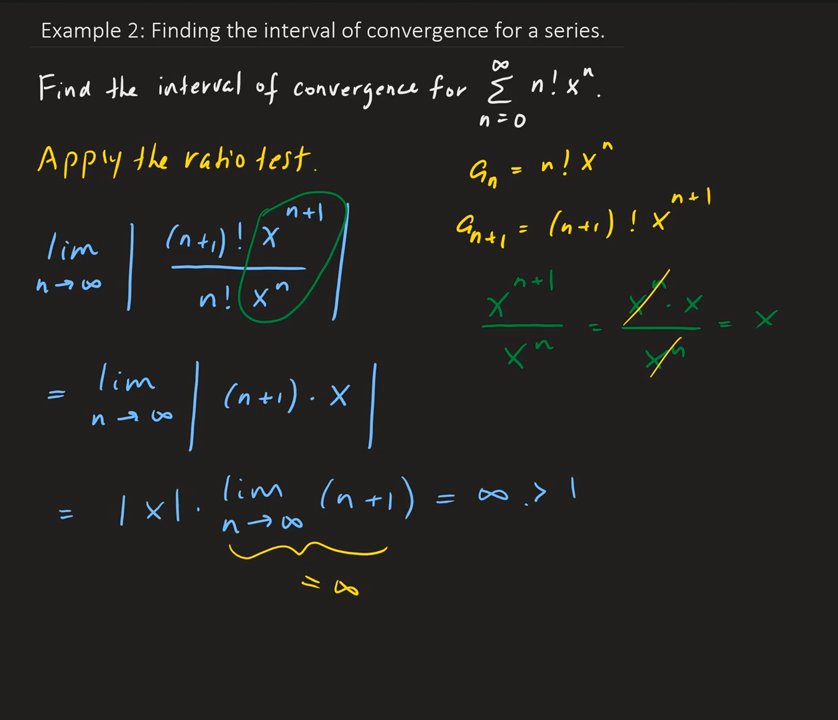 Example 2: Finding the interval of convergence for a series.
Find the interval of convergence for ∑_{n=0}^{∞} n! xⁿ.
Apply the ratio test.
aₙ = n! xⁿ
aₙ₊₁ = (n+1)! xⁿ⁺¹
lim_{n→∞} | (n+1)! xⁿ⁺¹ / n! xⁿ |
xⁿ⁺¹ / xⁿ = xⁿ · x / xⁿ = x
= lim_{n→∞} | (n+1) · x |
= |x| · lim_{n→∞} (n+1) = ∞ > 1
= ∞